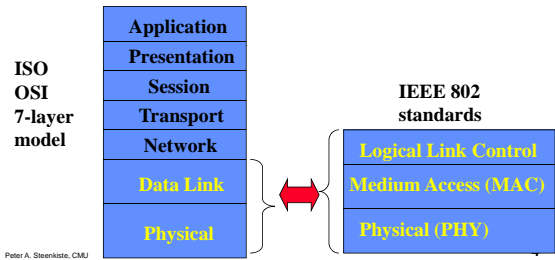 ISO
OSI
7-layer
model
Application
Presentation
Session
Transport
Network
Data Link
Physical
IEEE 802
standards
Logical Link Control
Medium Access (MAC)
Physical (PHY)
Peter A. Steenkiste, CMU